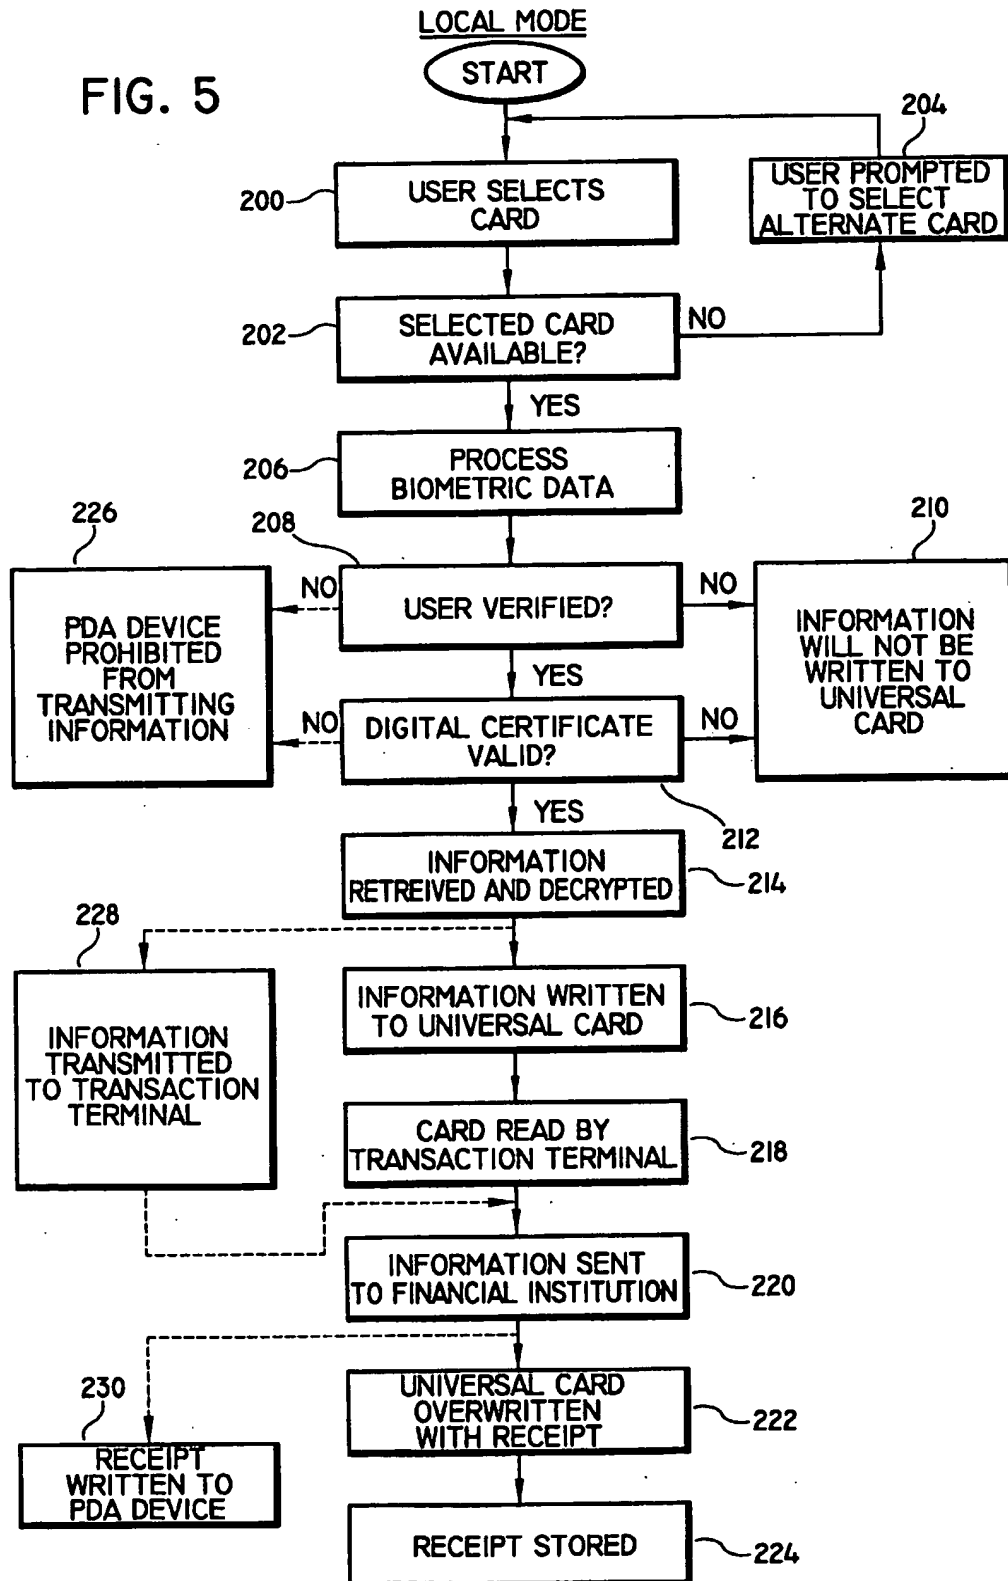 LOCAL MODE
START
FIG. 5
204
USER PROMPTED
TO SELECT
ALTERNATE CARD
200
USER SELECTS
CARD
202
SELECTED CARD
AVAILABLE?
NO
YES
206
PROCESS
BIOMETRIC DATA
226
208
210
PDA DEVICE
PROHIBITED
FROM
TRANSMITTING
INFORMATION
NO
USER VERIFIED?
NO
INFORMATION
WILL NOT BE
WRITTEN TO
UNIVERSAL
CARD
YES
NO
DIGITAL CERTIFICATE
VALID?
NO
212
YES
INFORMATION
RETREIVED AND DECRYPTED
214
228
INFORMATION
TRANSMITTED
TO TRANSACTION
TERMINAL
INFORMATION WRITTEN
TO UNIVERSAL CARD
216
CARD READ BY
TRANSACTION TERMINAL
218
INFORMATION SENT
TO FINANCIAL INSTITUTION
220
230
RECEIPT
WRITTEN TO
PDA DEVICE
UNIVERSAL CARD
OVERWRITTEN
WITH RECEIPT
222
RECEIPT STORED
224